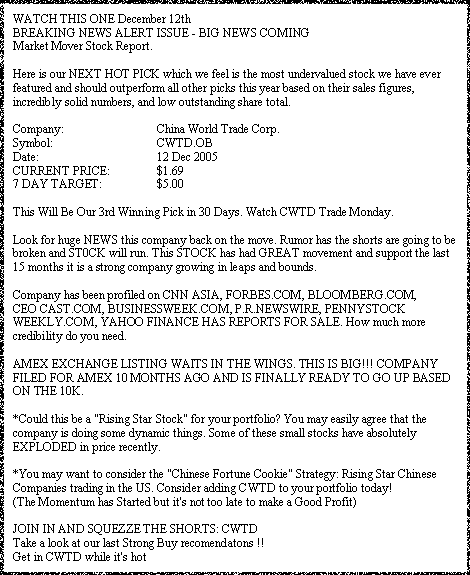 WATCH THIS ONE December 12th
BREAKING NEWS ALERT ISSUE - BIG NEWS COMING
Market Mover Stock Report.
Here is our NEXT HOT PICK which we feel is the most undervalued stock we have ever
featured and should outperform all other picks this year based on their sales figures,
incredibly solid numbers, and low outstanding share total.
Company: China World Trade Corp.
Symbol: CWTD.OB
Date: 12 Dec 2005
CURRENT PRICE: $1.69
7 DAY TARGET: $5.00
This Will Be Our 3rd Winning Pick in 30 Days. Watch CWTD Trade Monday.
Look for huge NEWS this company back on the move. Rumor has the shorts are going to be
broken and ST0CK will run. This STOCK has had GREAT movement and support the last
15 months it is a strong company growing in leaps and bounds.
Company has been profiled on CNN ASIA, FORBES.COM, BLOOMBERG.COM,
CEO CAST.COM, BUSINESSWEEK.COM, P.R.NEWSWIRE, PENNYSTOCK
WEEKLY.COM, YAHOO FINANCE HAS REPORTS FOR SALE. How much more
credibility do you need.
AMEX EXCHANGE LISTING WAITS IN THE WINGS. THIS IS BIG!!! COMPANY
FILED FOR AMEX 10 MONTHS AGO AND IS FINALLY READY TO GO UP BASED
ON THE 10K.
*Could this be a "Rising Star Stock" for your portfolio? You may easily agree that the
company is doing some dynamic things. Some of these small stocks have absolutely
EXPLODED in price recently.
*You may want to consider the "Chinese Fortune Cookie" Strategy: Rising Star Chinese
Companies trading in the US. Consider adding CWTD to your portfolio today!
(The Momentum has Started but it's not too late to make a Good Profit)
JOIN IN AND SQUEZZE THE SHORTS: CWTD
Take a look at our last Strong Buy recomendatons !!
Get in CWTD while it's hot